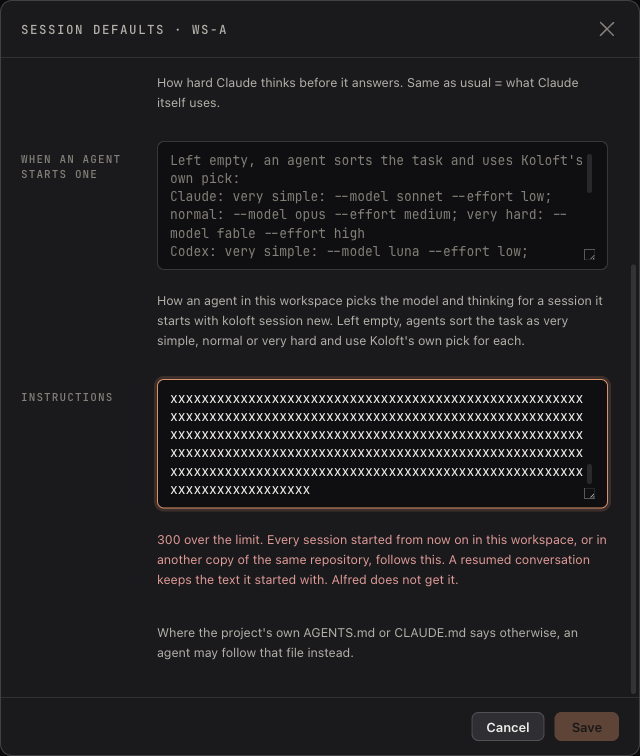 SESSION DEFAULTS · WS-A
How hard Claude thinks before it answers. Same as usual = what Claude
itself uses.
WHEN AN AGENT
STARTS ONE
Left empty, an agent sorts the task and uses Koloft's
own pick:
Claude: very simple: --model sonnet --effort low;
normal: --model opus --effort medium; very hard: --
model fable --effort high
Codex: very simple: --model luna --effort low;
How an agent in this workspace picks the model and thinking for a session it
starts with koloft session new. Left empty, agents sort the task as very
simple, normal or very hard and use Koloft's own pick for each.
INSTRUCTIONS
xxxxxxxxxxxxxxxxxxxxxxxxxxxxxxxxxxxxxxxxxxxxxxxxxxxxx
xxxxxxxxxxxxxxxxxxxxxxxxxxxxxxxxxxxxxxxxxxxxxxxxxxxxx
xxxxxxxxxxxxxxxxxxxxxxxxxxxxxxxxxxxxxxxxxxxxxxxxxxxxx
xxxxxxxxxxxxxxxxxxxxxxxxxxxxxxxxxxxxxxxxxxxxxxxxxxxxx
xxxxxxxxxxxxxxxxxxxxxxxxxxxxxxxxxxxxxxxxxxxxxxxxxxxxx
xxxxxxxxxxxxxxxxxx
300 over the limit. Every session started from now on in this workspace, or in
another copy of the same repository, follows this. A resumed conversation
keeps the text it started with. Alfred does not get it.
Where the project's own AGENTS.md or CLAUDE.md says otherwise, an
agent may follow that file instead.
Cancel
Save